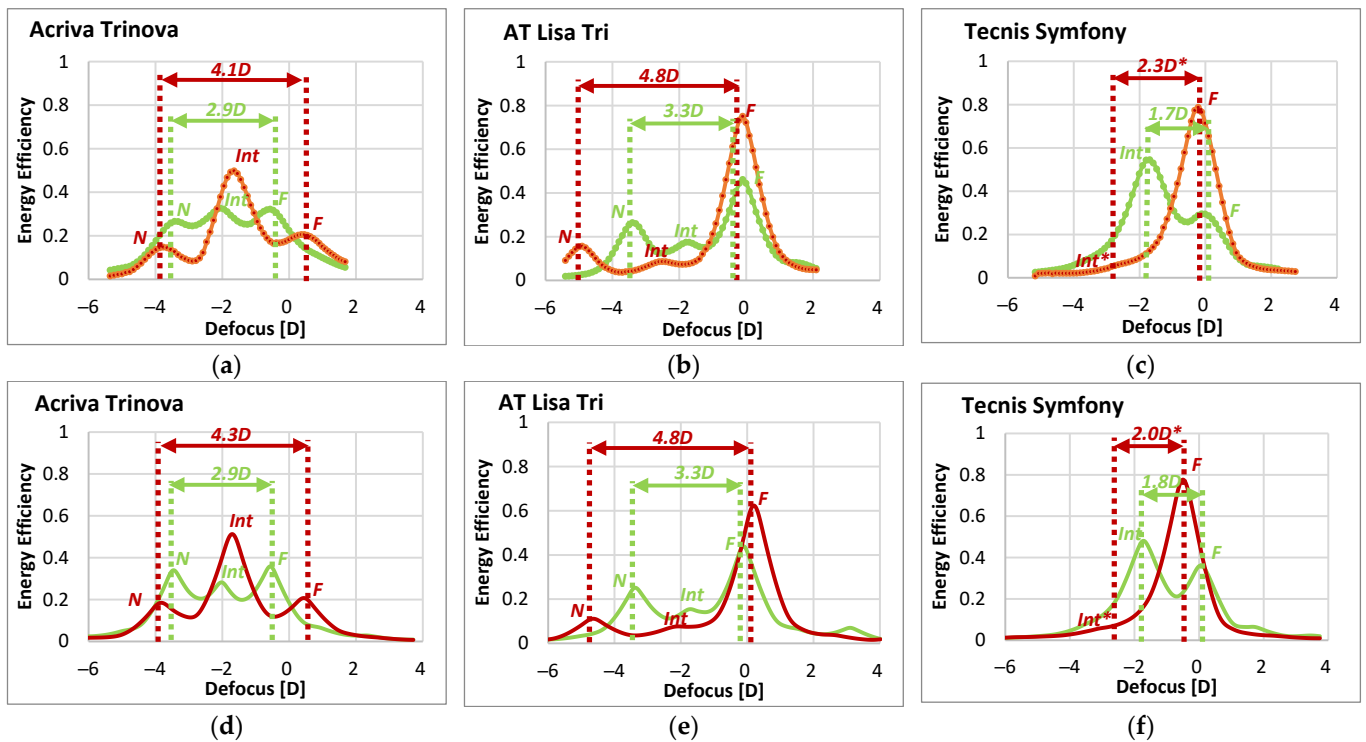 Acriva Trinova
Energy Efficiency
1
0.8
0.6
0.4
0.2
0
4.1D
2.9D
N
N
Int
Int
F
F
−6
−4
−2
0
2
4
Defocus [D]
(a)
AT Lisa Tri
Energy Efficiency
1
0.8
0.6
0.4
0.2
0
4.8D
3.3D
N
N
Int
Int
F
F
−6
−4
−2
0
2
4
Defocus [D]
(b)
Tecnis Symfony
Energy Efficiency
1
0.8
0.6
0.4
0.2
0
2.3D*
1.7D
F
Int
F
Int*
−6
−4
−2
0
2
4
Defocus [D]
(c)
Acriva Trinova
Energy Efficiency
1
0.8
0.6
0.4
0.2
0
4.3D
2.9D
Int
N
Int
F
N
F
−6
−4
−2
0
2
4
Defocus [D]
(d)
AT Lisa Tri
Energy Efficiency
1
0.8
0.6
0.4
0.2
0
4.8D
3.3D
F
F
N
Int
N
Int
−6
−4
−2
0
2
4
Defocus [D]
(e)
Tecnis Symfony
Energy Efficiency
1
0.8
0.6
0.4
0.2
0
2.0D*
F
1.8D
Int
F
Int*
−6
−4
−2
0
2
4
Defocus [D]
(f)